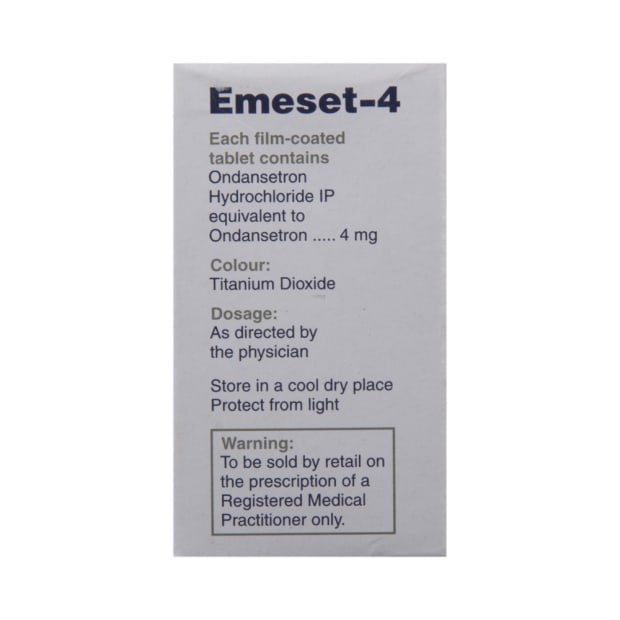 Emeset-4
Each film-coated
tablet contains
Ondansetron
Hydrochloride IP
equivalent to
Ondansetron ..... 4 mg
Colour:
Titanium Dioxide
Dosage:
As directed by
the physician
Store in a cool dry place
Protect from light
Warning:
To be sold by retail on
the prescription of a
Registered Medical
Practitioner only.